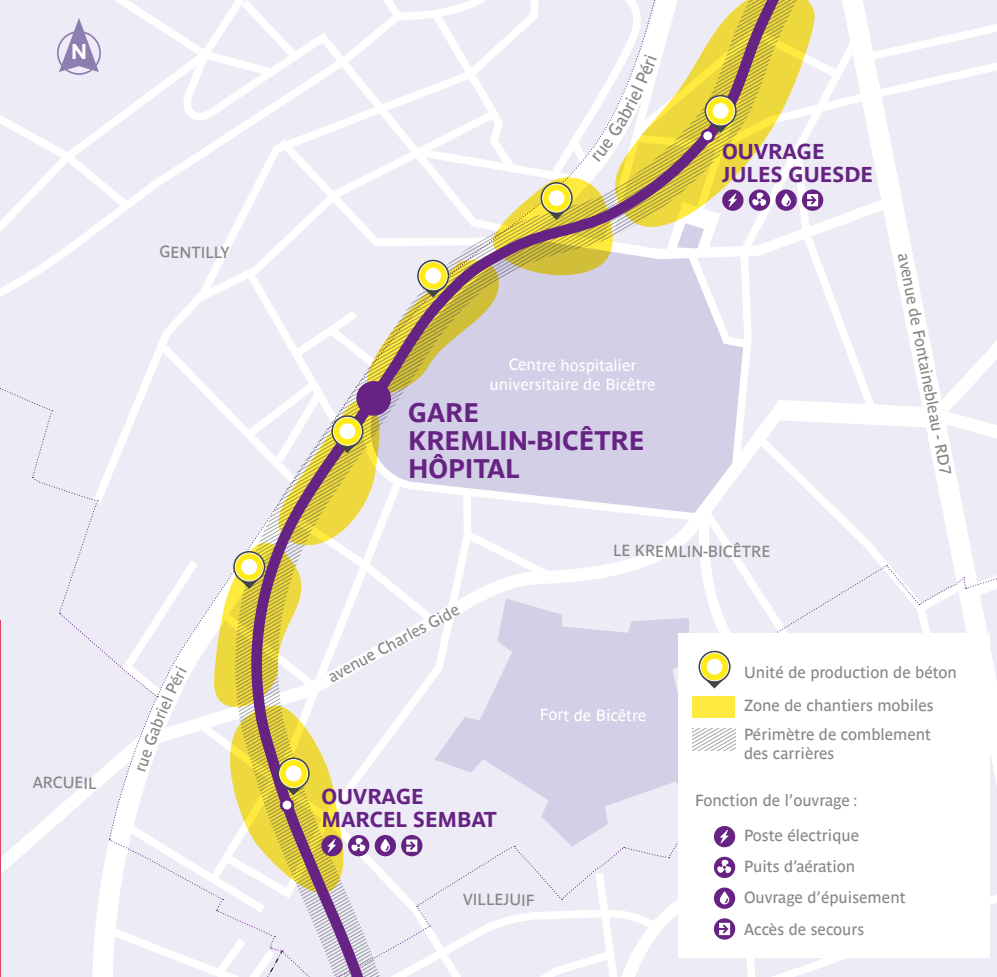 N
rue Gabriel Péri
OUVRAGE
JULES GUESDE
GENTILLY
avenue de Fontainebleau - RD7
Centre hospitalier
universitaire de Bicêtre
GARE
KREMLIN-BICÊTRE
HÔPITAL
LE KREMLIN-BICÊTRE
avenue Charles Gide
rue Gabriel Péri
Fort de Bicêtre
ARCUEIL
OUVRAGE
MARCEL SEMBAT
VILLEJUIF
Unité de production de béton
Zone de chantiers mobiles
Périmètre de comblement
des carrières
Fonction de l'ouvrage :
Poste électrique
Puits d'aération
Ouvrage d'épuisement
Accès de secours